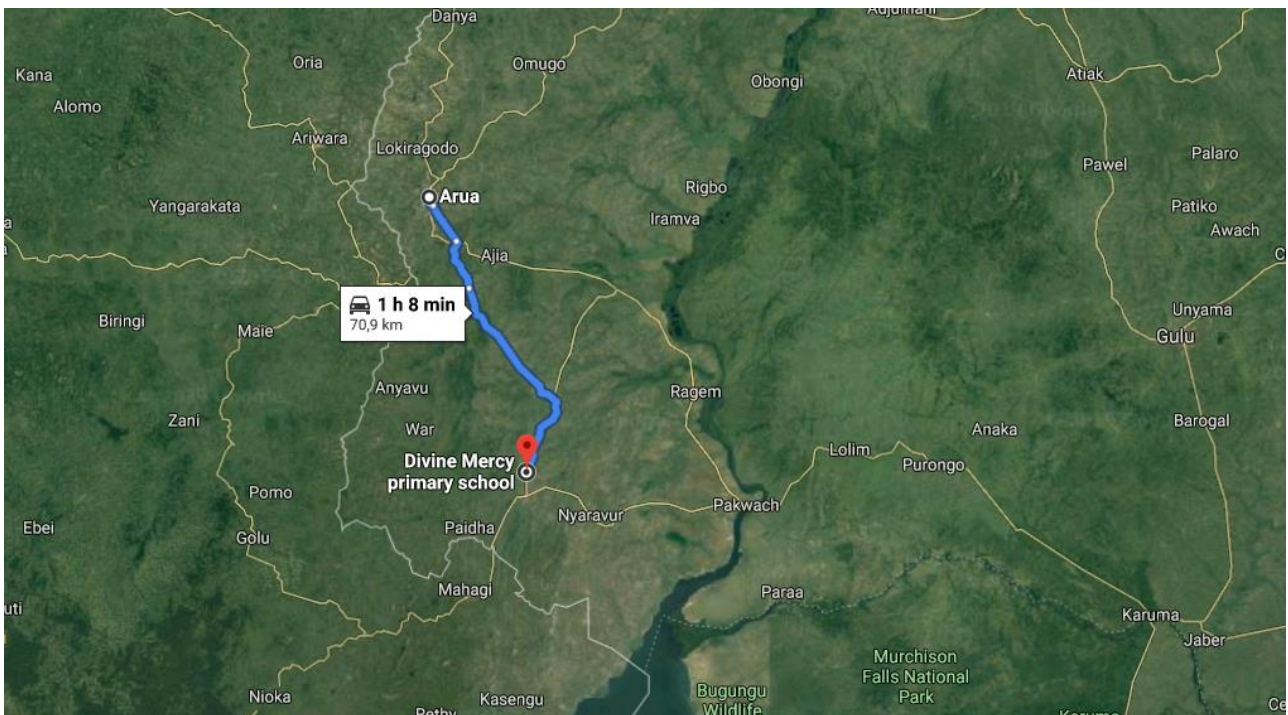 Danya
Adjumani
Oria
Omugo
Kana
Obongi
Atiak
Alomo
Ariwara
Lokiragodo
Pawel
Palaro
Rigbo
Arua
Yangarakata
Iramva
Patiko
Awach
Ajia
1 h 8 min
70,9 km
Biringi
Maie
Unyama
Gulu
Anyavu
Ragem
Zani
War
Barogal
Anaka
Lolim
Divine Mercy
primary school
Purongo
Pomo
Nyaravur
Pakwach
Ebei
Golu
Paidha
Mahagi
Paraa
Karuma
uti
Jaber
Murchison
Falls National
Park
Nioka
Kasengu
Bugungu
Wildlife
Karuma